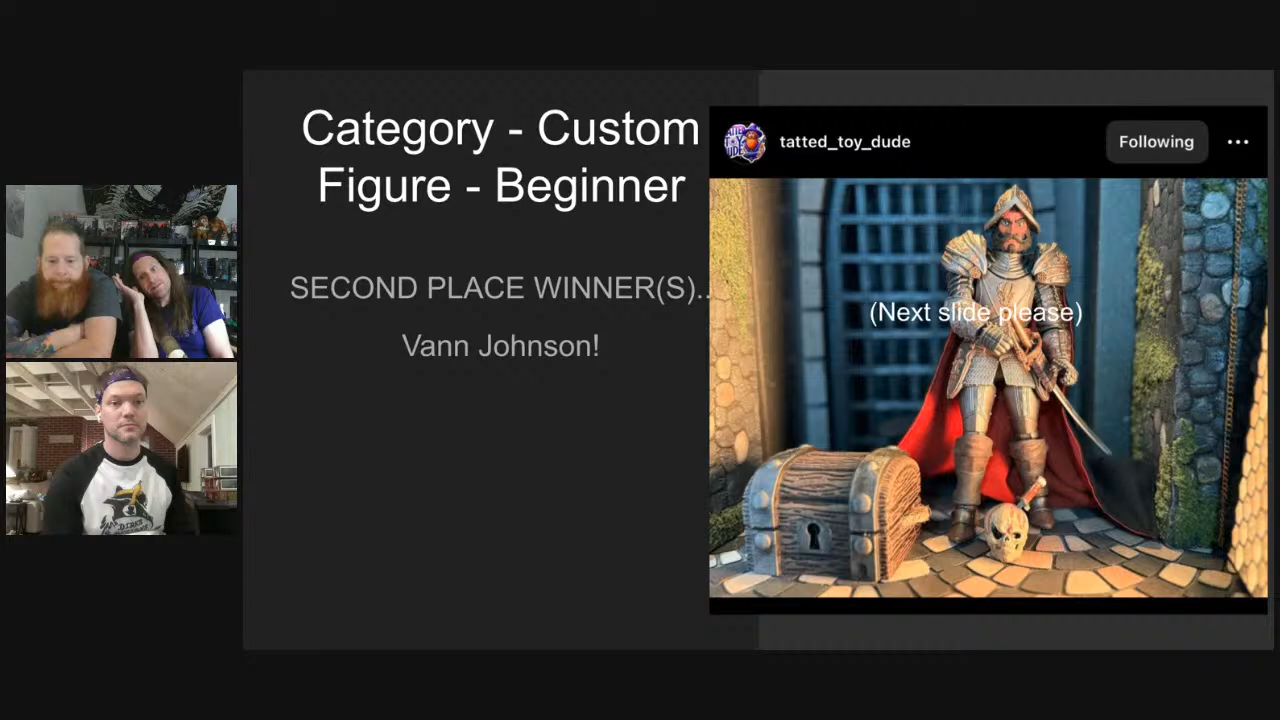 Category - Custom
Figure - Beginner
SECOND PLACE WINNER(S)..
Vann Johnson!
tatted_toy_dude
Following
(Next slide please)